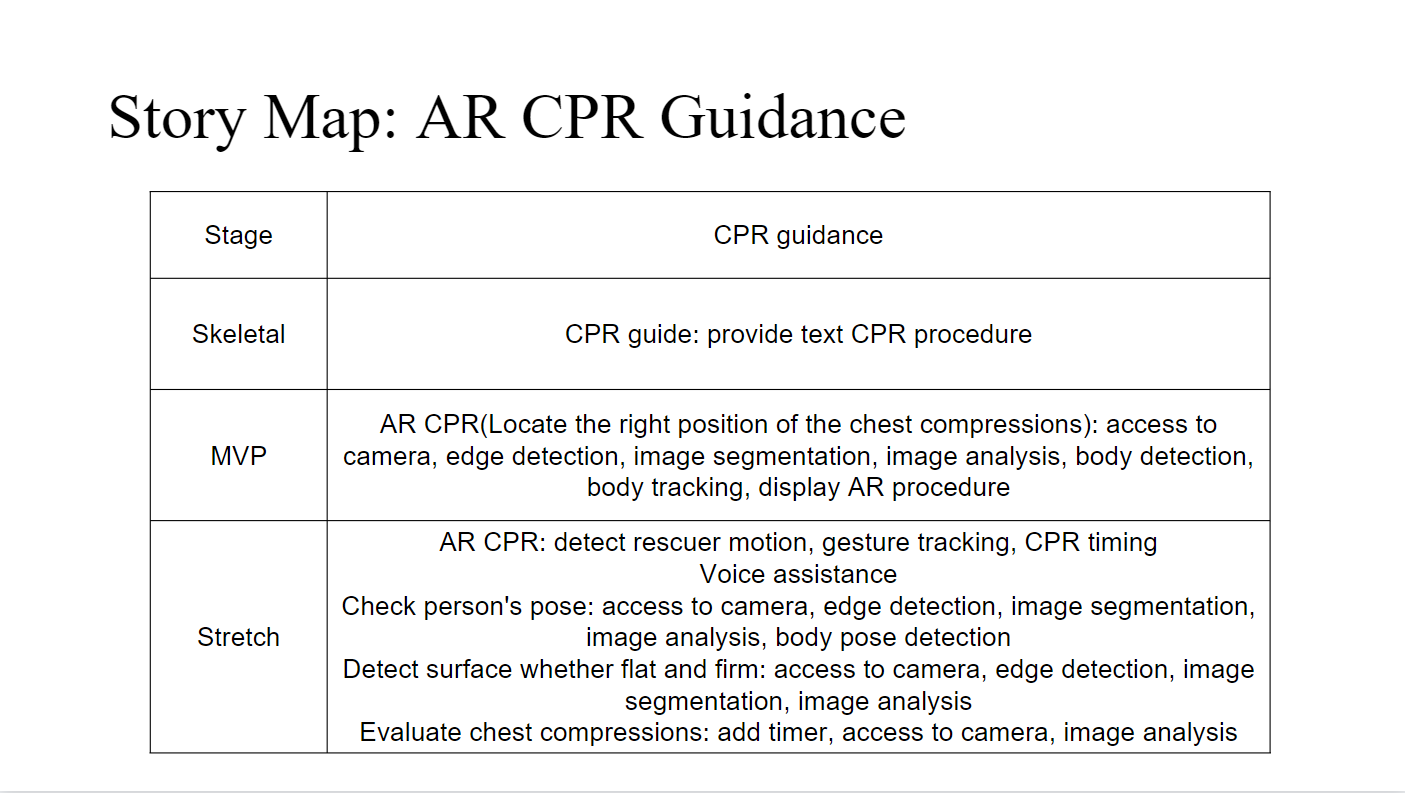 Story Map: AR CPR Guidance
Stage
CPR guidance
Skeletal
CPR guide: provide text CPR procedure
MVP
AR CPR(Locate the right position of the chest compressions): access to
camera, edge detection, image segmentation, image analysis, body detection,
body tracking, display AR procedure
Stretch
AR CPR: detect rescuer motion, gesture tracking, CPR timing
Voice assistance
Check person's pose: access to camera, edge detection, image segmentation,
image analysis, body pose detection
Detect surface whether flat and firm: access to camera, edge detection, image
segmentation, image analysis
Evaluate chest compressions: add timer, access to camera, image analysis